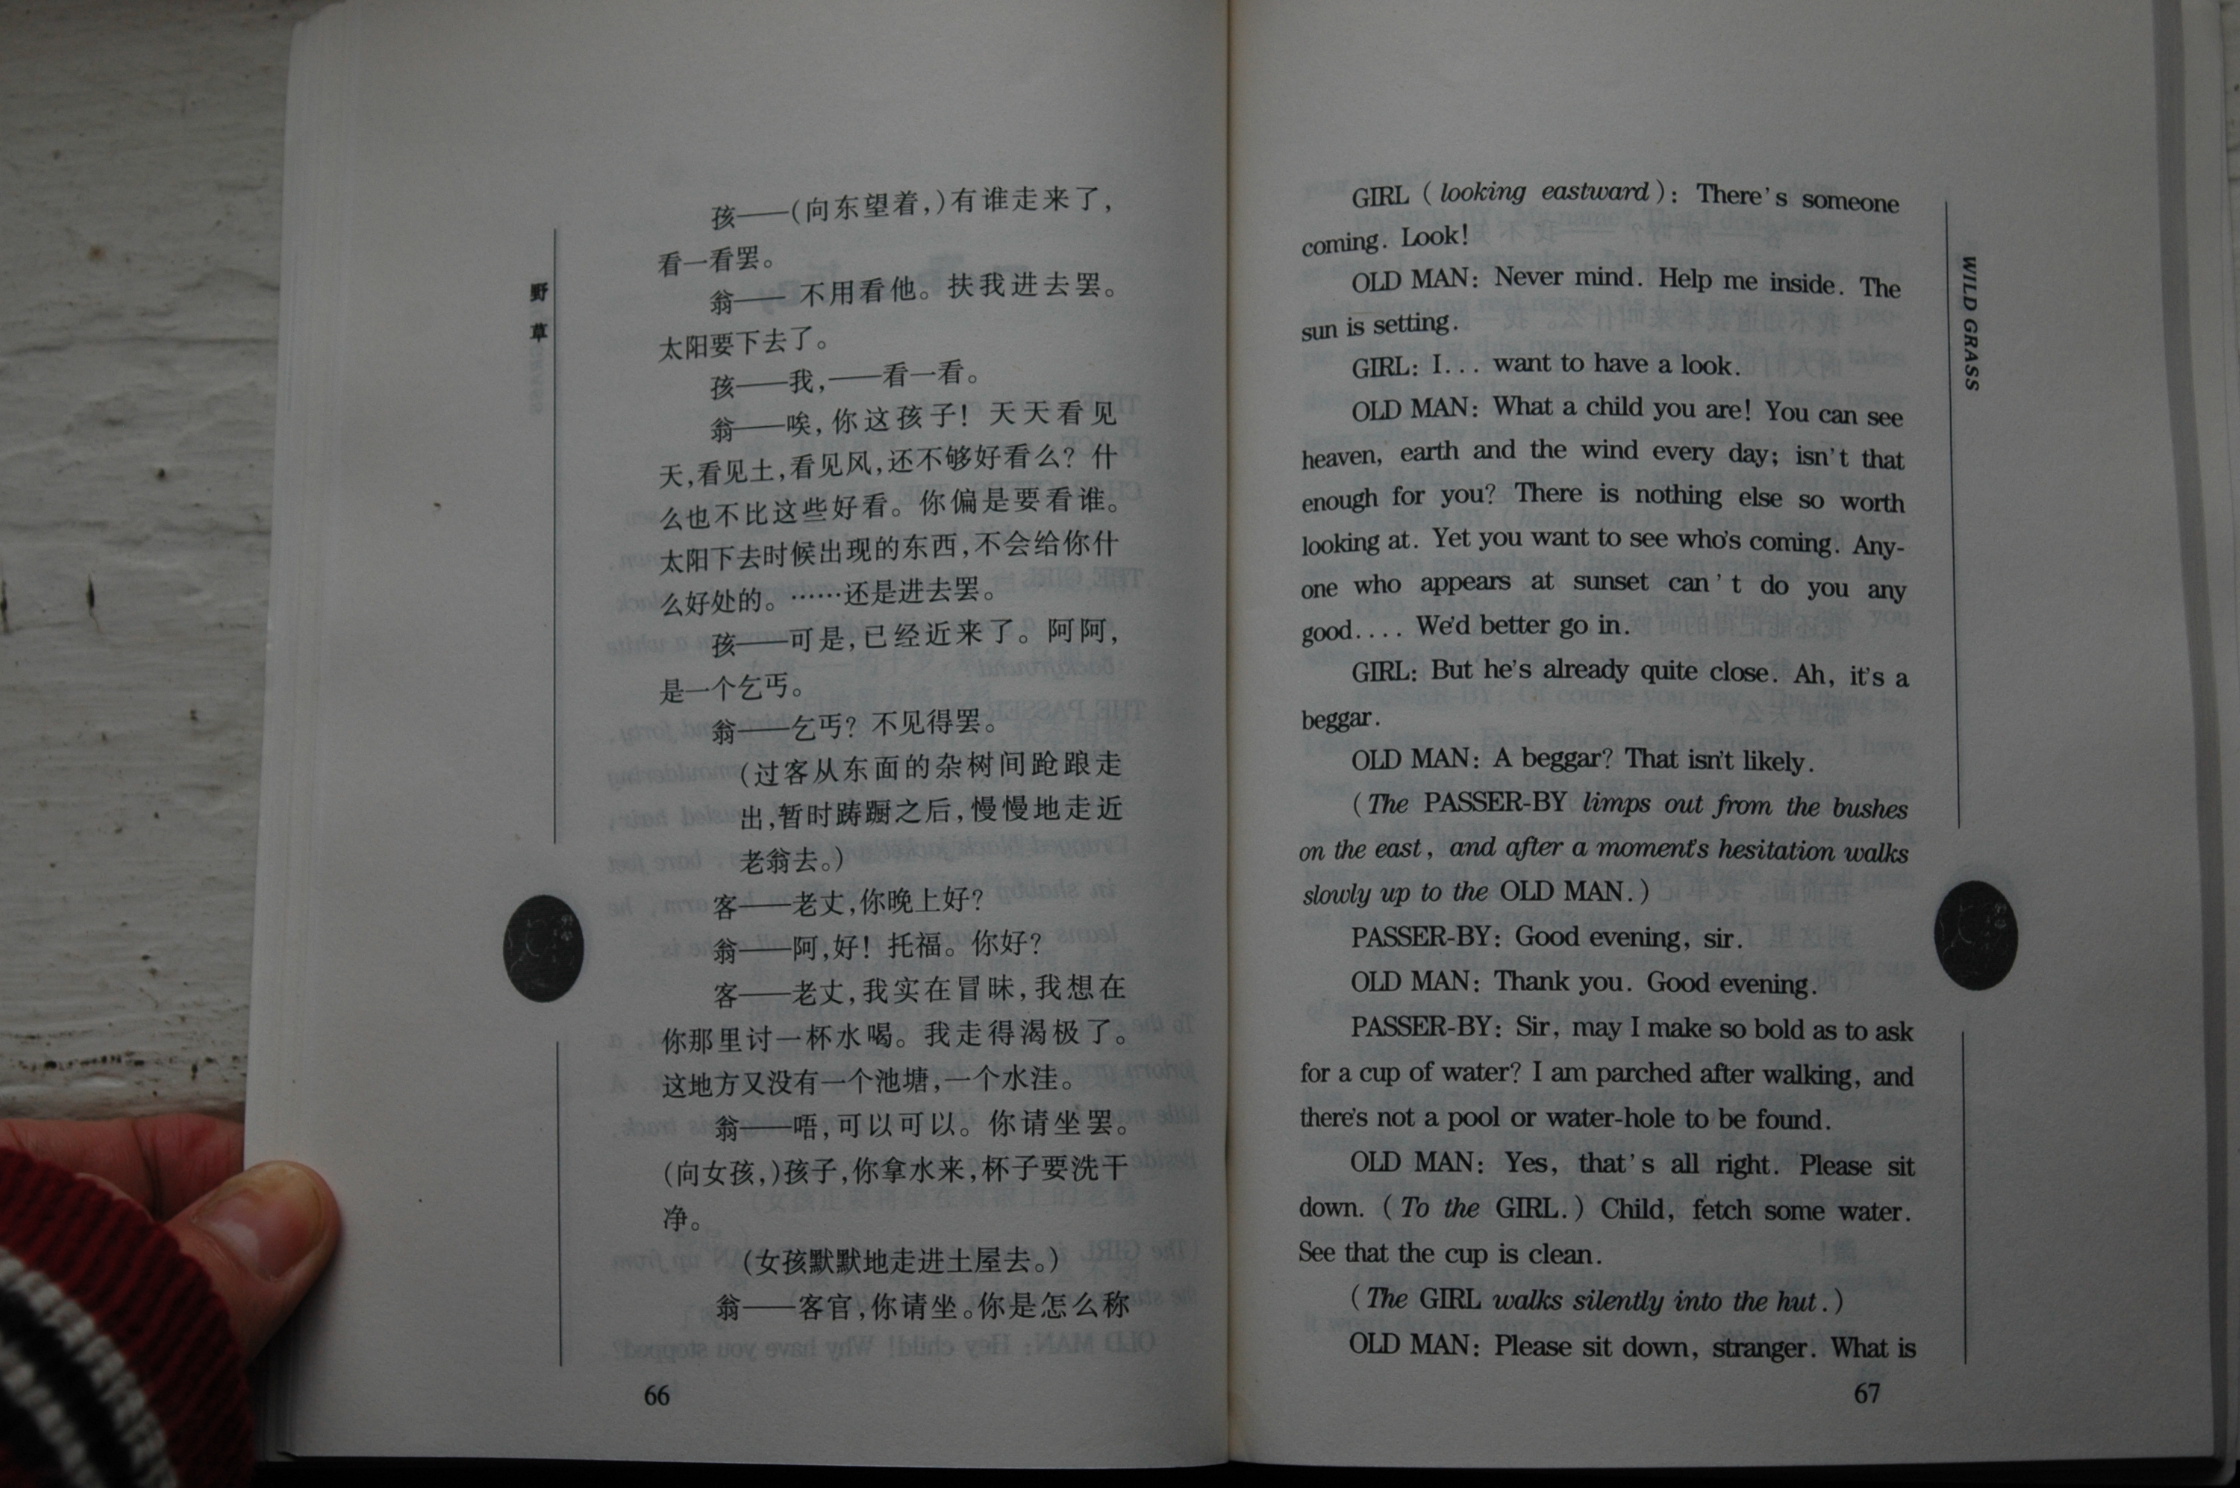 野草
孩——(向东望着,)有谁走来了,
看一看罢。
翁—— 不用看他。扶我进去罢。
太阳要下去了。
孩——我,——看一看。
翁——唉,你这孩子!天天看见
天,看见土,看见风,还不够好看么?什
么也不比这些好看。你偏是要看谁。
太阳下去时候出现的东西,不会给你什
么好处的。……还是进去罢。
孩——可是,已经近来了。阿阿,
是一个乞丐。
翁——乞丐?不见得罢。
(过客从东面的杂树间跄踉走
出,暂时踌蹰之后,慢慢地走近
老翁去。)
客——老丈,你晚上好?
翁——阿,好!托福。你好?
客——老丈,我实在冒昧,我想在
你那里讨一杯水喝。我走得渴极了。
这地方又没有一个池塘,一个水洼。
翁——唔,可以可以。你请坐罢。
(向女孩,)孩子,你拿水来,杯子要洗干
净。
(女孩默默地走进土屋去。)
翁——客官,你请坐。你是怎么称
66
GIRL (looking eastward): There's someone
coming. Look!
OLD MAN: Never mind. Help me inside. The
sun is setting.
GIRL: I... want to have a look.
OLD MAN: What a child you are! You can see
heaven, earth and the wind every day; isn't that
enough for you? There is nothing else so worth
looking at. Yet you want to see who's coming. Any-
one who appears at sunset can't do you any
good.... We'd better go in.
GIRL: But he's already quite close. Ah, it's a
beggar.
OLD MAN: A beggar? That isn't likely.
(The PASSER-BY limps out from the bushes
on the east, and after a moment's hesitation walks
slowly up to the OLD MAN.)
PASSER-BY: Good evening, sir.
OLD MAN: Thank you. Good evening.
PASSER-BY: Sir, may I make so bold as to ask
for a cup of water? I am parched after walking, and
there's not a pool or water-hole to be found.
OLD MAN: Yes, that's all right. Please sit
down. (To the GIRL.) Child, fetch some water.
See that the cup is clean.
(The GIRL walks silently into the hut.)
OLD MAN: Please sit down, stranger. What is
67
WILD GRASS